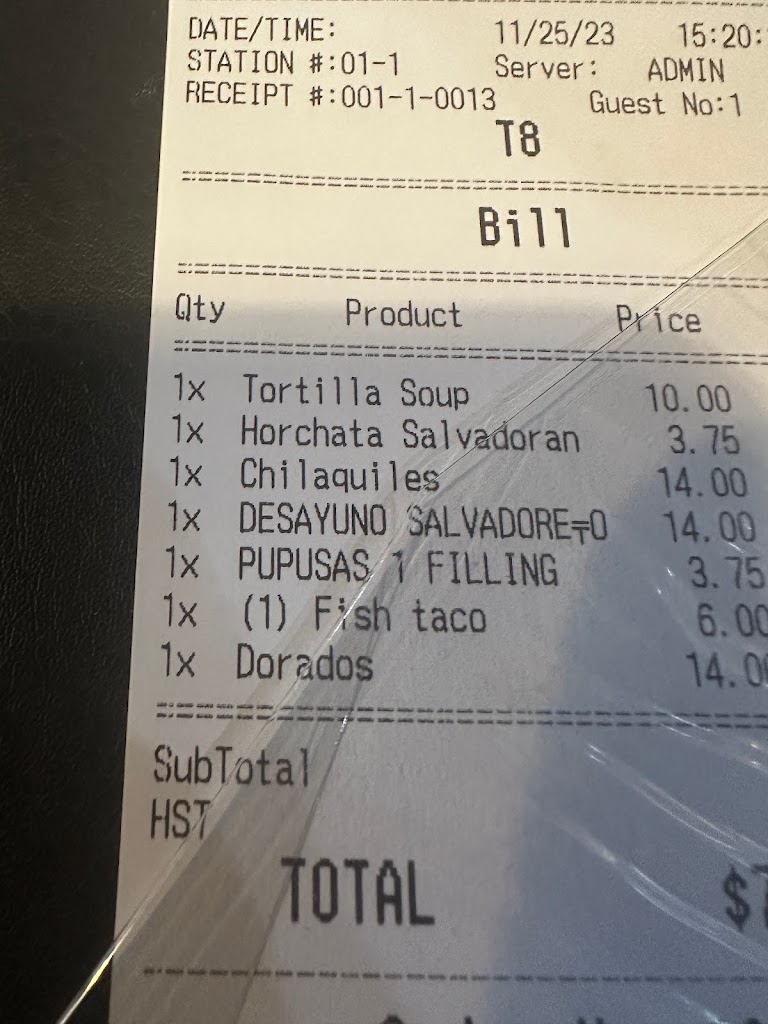 DATE/TIME: 11/25/23 15:20:
STATION #:01-1 Server: ADMIN
RECEIPT #:001-1-0013 Guest No:1
T8
Bill
Qty Product Price
1x Tortilla Soup 10.00
1x Horchata Salvadoran 3.75
1x Chilaquiles 14.00
1x DESAYUNO SALVADORE╤O 14.00
1x PUPUSAS 1 FILLING 3.75
1x (1) Fish taco 6.00
1x Dorados 14.00
SubTotal
HST
TOTAL $7